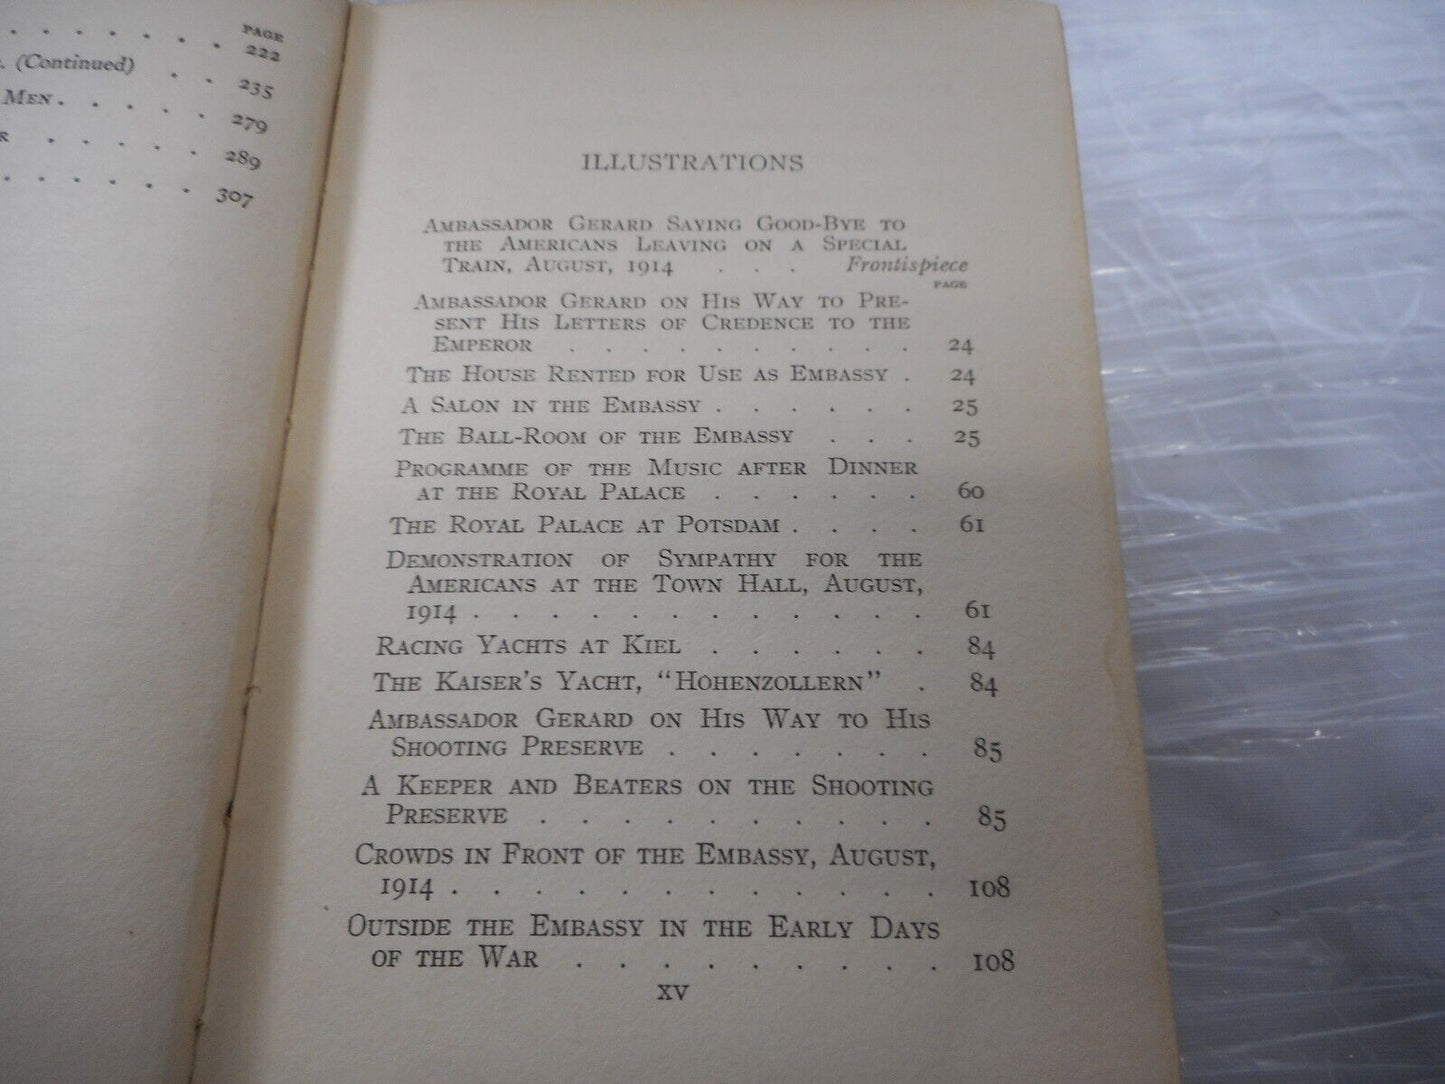 PAGE
222
(Continued)
235
MEN
279
289
307
ILLUSTRATIONS
AMBASSADOR GERARD SAYING GOOD-BYE TO
THE AMERICANS LEAVING ON A SPECIAL
TRAIN, AUGUST, 1914 . . . Frontispiece
PAGE
AMBASSADOR GERARD ON HIS WAY TO PRE-
SENT HIS LETTERS OF CREDENCE TO THE
EMPEROR . . . . . . . . . . 24
THE HOUSE RENTED FOR USE AS EMBASSY . 24
A SALON IN THE EMBASSY . . . . . . 25
THE BALL-ROOM OF THE EMBASSY . . . 25
PROGRAMME OF THE MUSIC AFTER DINNER
AT THE ROYAL PALACE . . . . . . 60
THE ROYAL PALACE AT POTSDAM . . . . 61
DEMONSTRATION OF SYMPATHY FOR THE
AMERICANS AT THE TOWN HALL, AUGUST,
1914 . . . . . . . . . . . . 61
RACING YACHTS AT KIEL . . . . . . 84
THE KAISER'S YACHT, "HOHENZOLLERN" . 84
AMBASSADOR GERARD ON HIS WAY TO HIS
SHOOTING PRESERVE . . . . . . . 85
A KEEPER AND BEATERS ON THE SHOOTING
PRESERVE . . . . . . . . . . 85
CROWDS IN FRONT OF THE EMBASSY, AUGUST,
1914 . . . . . . . . . . . . 108
OUTSIDE THE EMBASSY IN THE EARLY DAYS
OF THE WAR . . . . . . . . . 108
XV